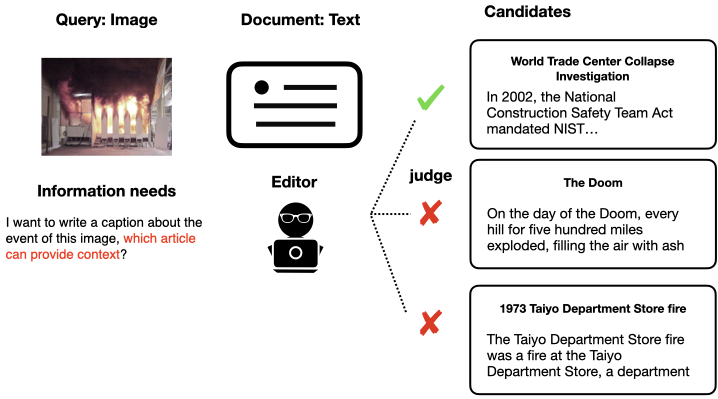 Query: Image
Document: Text
Candidates
Information needs
I want to write a caption about the
event of this image, which article
can provide context?
Editor
judge
World Trade Center Collapse
Investigation
In 2002, the National
Construction Safety Team Act
mandated NIST…
The Doom
On the day of the Doom, every
hill for five hundred miles
exploded, filling the air with ash
1973 Taiyo Department Store fire
The Taiyo Department Store fire
was a fire at the Taiyo
Department Store, a department